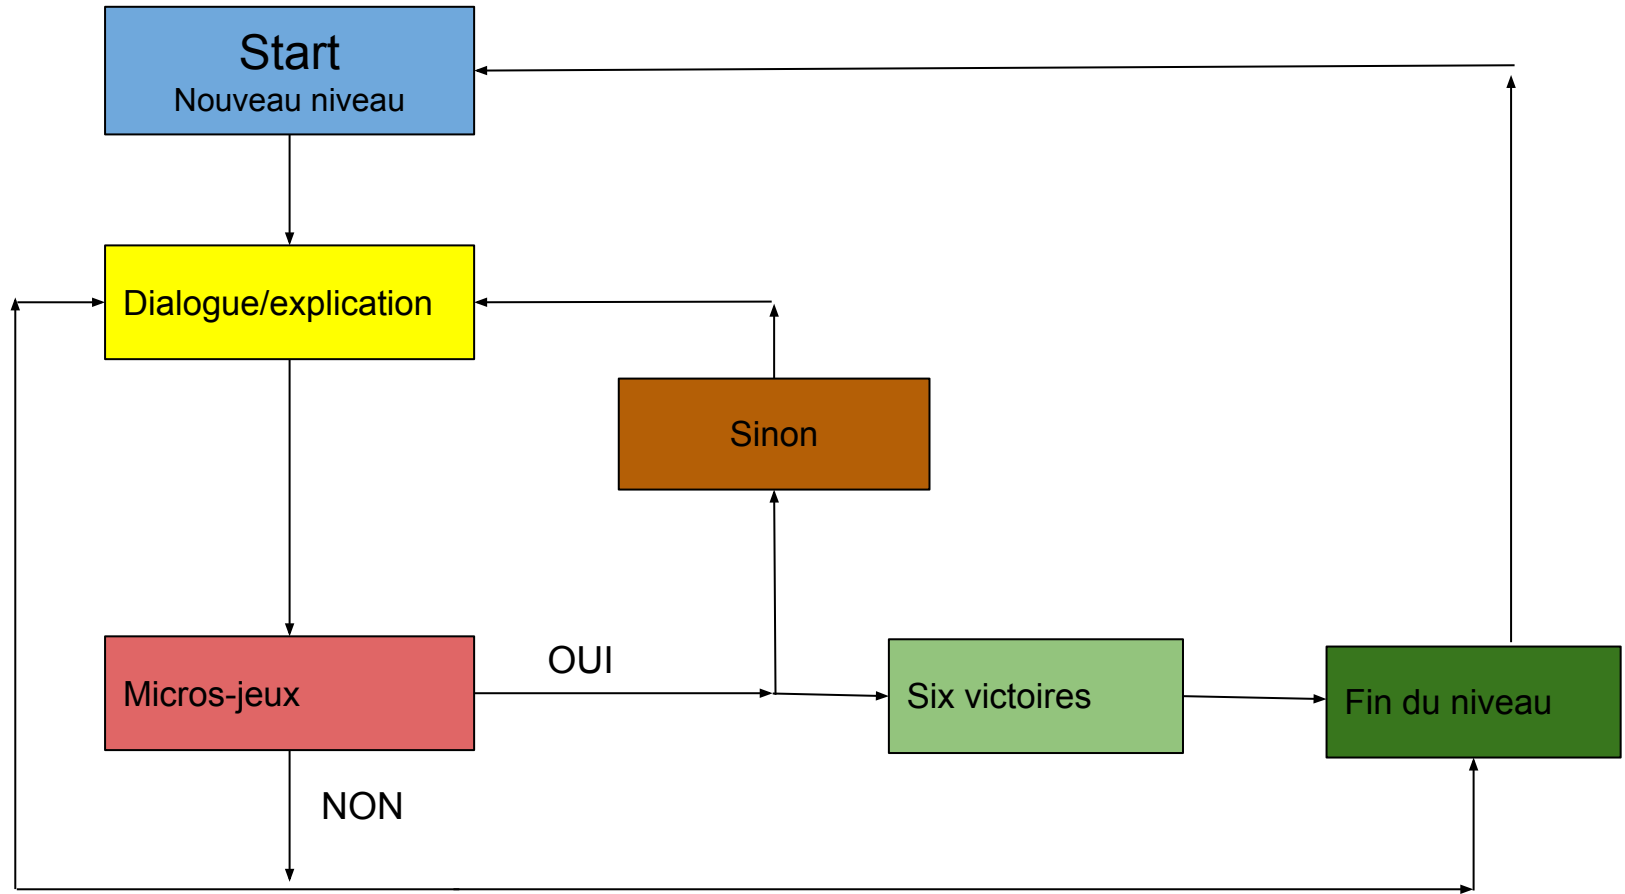 Start
Nouveau niveau
Dialogue/explication
Sinon
OUI
Micros-jeux
Six victoires
Fin du niveau
NON